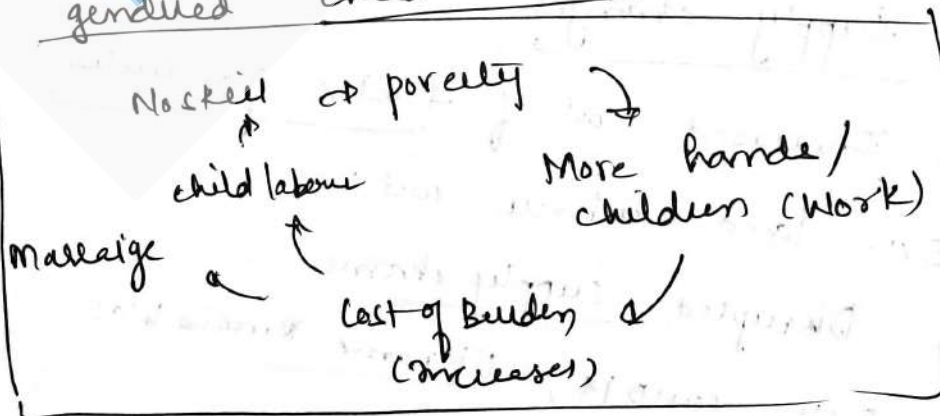 gendered
No skill → poverty
More hands /
children (Work)
child labour
Marraige
Cost of Burden
(increases)